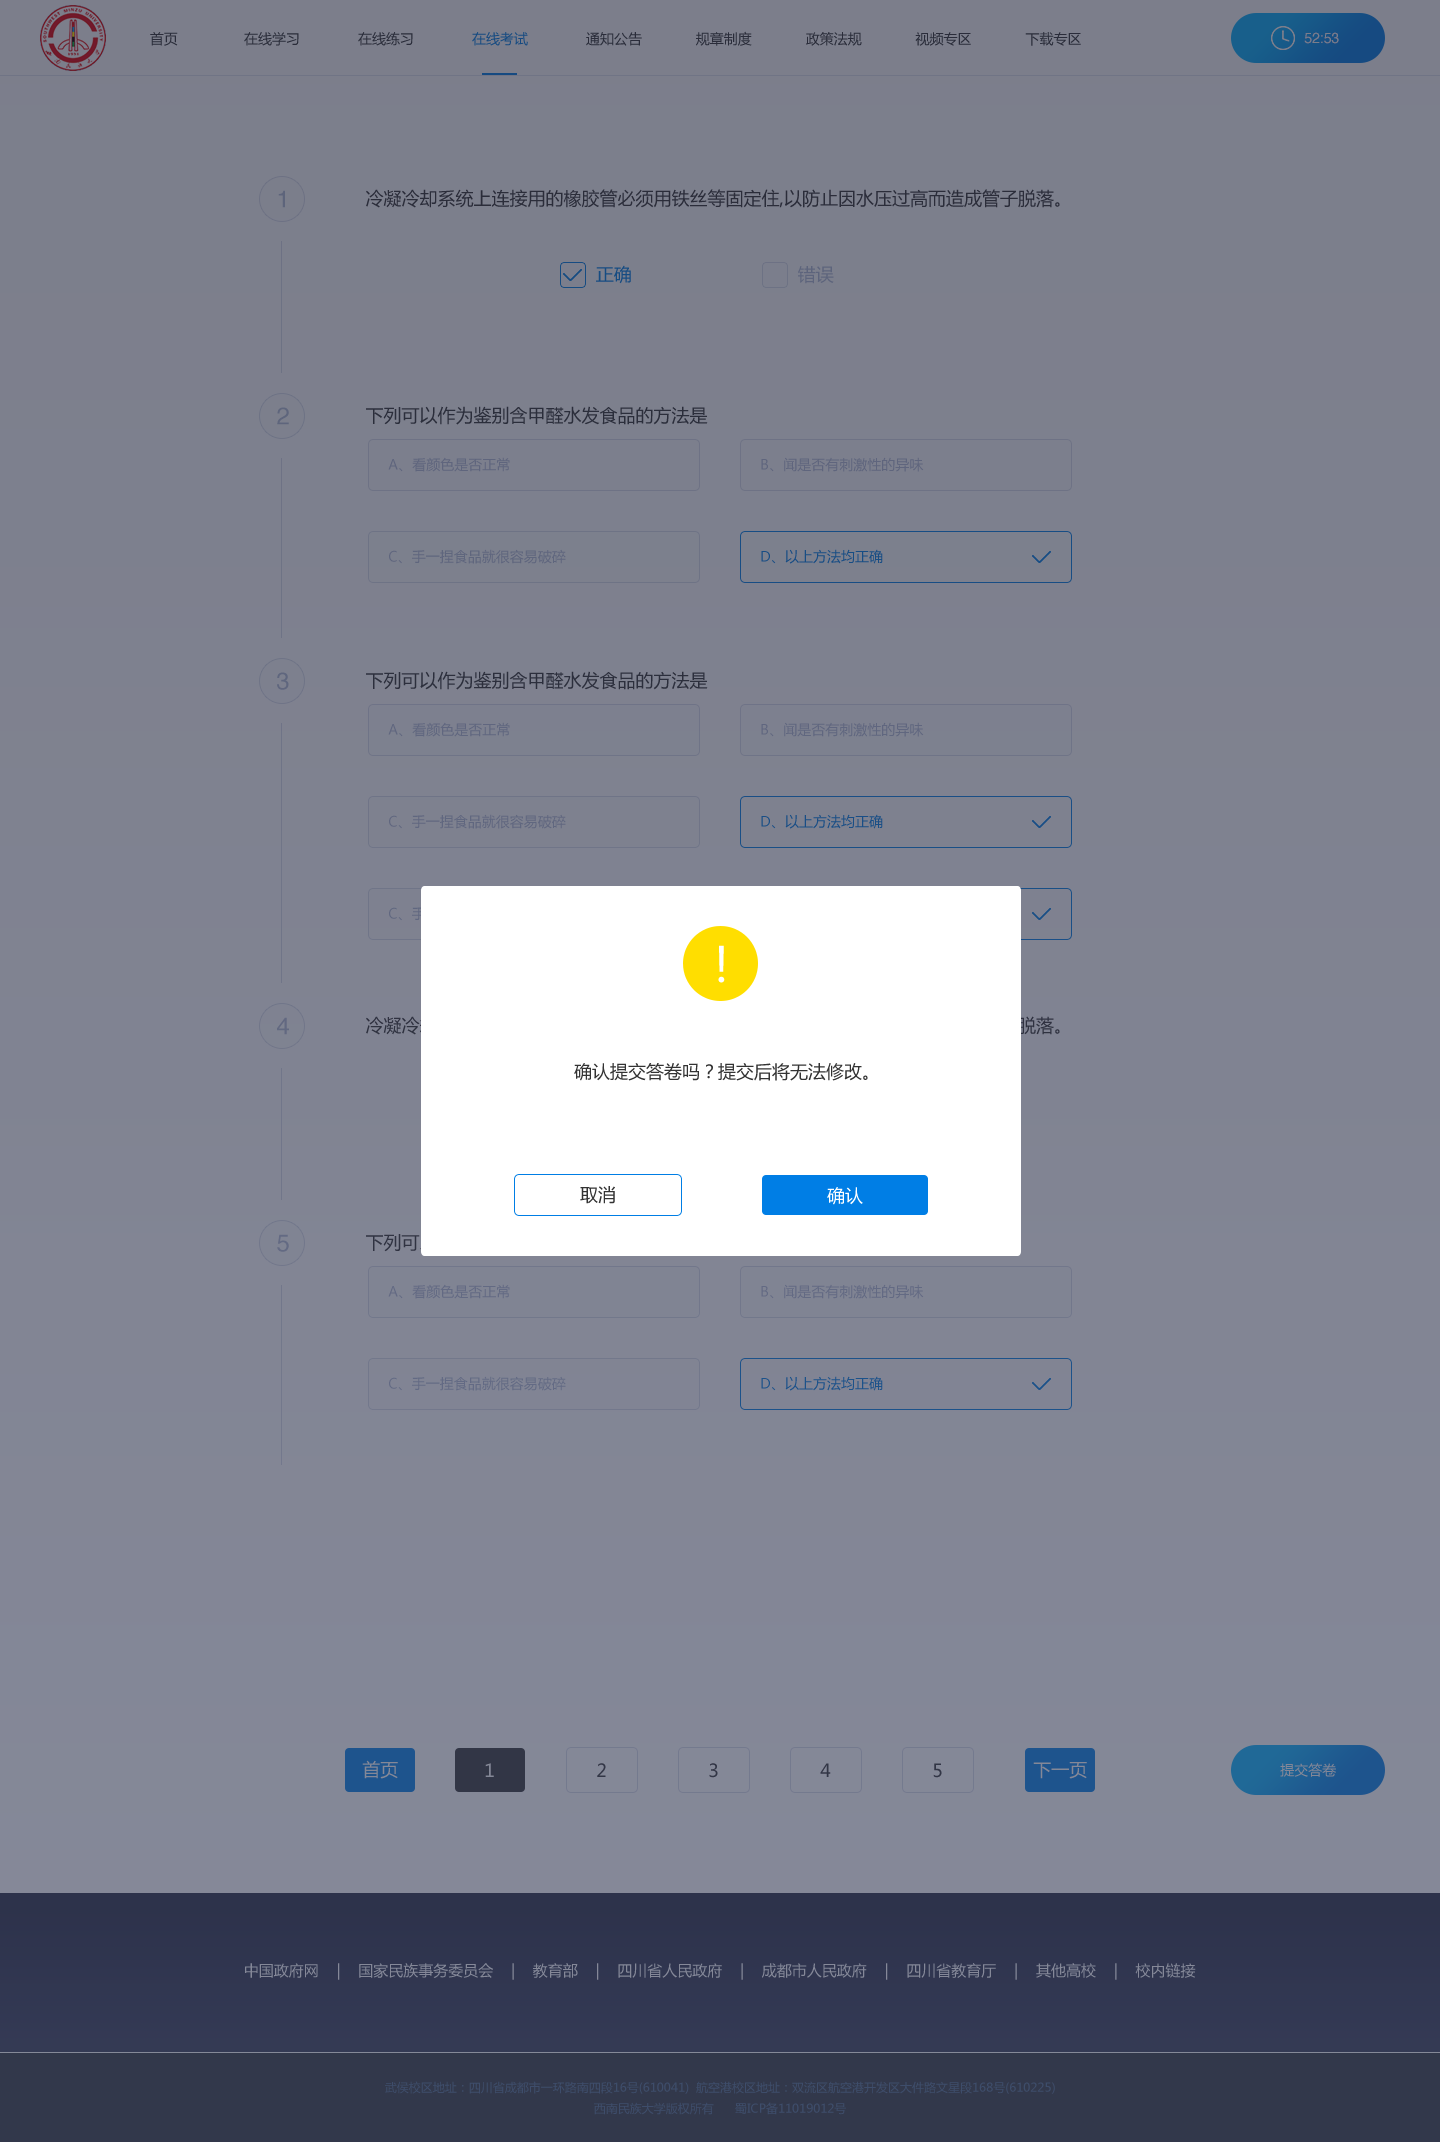 首页 在线学习 在线练习 在线考试 通知公告 规章制度 政策法规 视频专区 下载专区 52:53
1 冷凝冷却系统上连接用的橡胶管必须用铁丝等固定住,以防止因水压过高而造成管子脱落。
正确 错误
2 下列可以作为鉴别含甲醛水发食品的方法是
A、看颜色是否正常 B、闻是否有刺激性的异味
C、手一捏食品就很容易破碎 D、以上方法均正确
3 下列可以作为鉴别含甲醛水发食品的方法是
A、看颜色是否正常 B、闻是否有刺激性的异味
C、手一捏食品就很容易破碎 D、以上方法均正确
C、手
!
4 冷凝冷 脱落。
确认提交答卷吗？提交后将无法修改。
取消 确认
5 下列可
A、看颜色是否正常 B、闻是否有刺激性的异味
C、手一捏食品就很容易破碎 D、以上方法均正确
首页 1 2 3 4 5 下一页 提交答卷
中国政府网 | 国家民族事务委员会 | 教育部 | 四川省人民政府 | 成都市人民政府 | 四川省教育厅 | 其他高校 | 校内链接
武侯校区地址：四川省成都市一环路南四段16号(610041) 航空港校区地址：双流区航空港开发区大件路文星段168号(610225)
西南民族大学版权所有 蜀ICP备11019012号